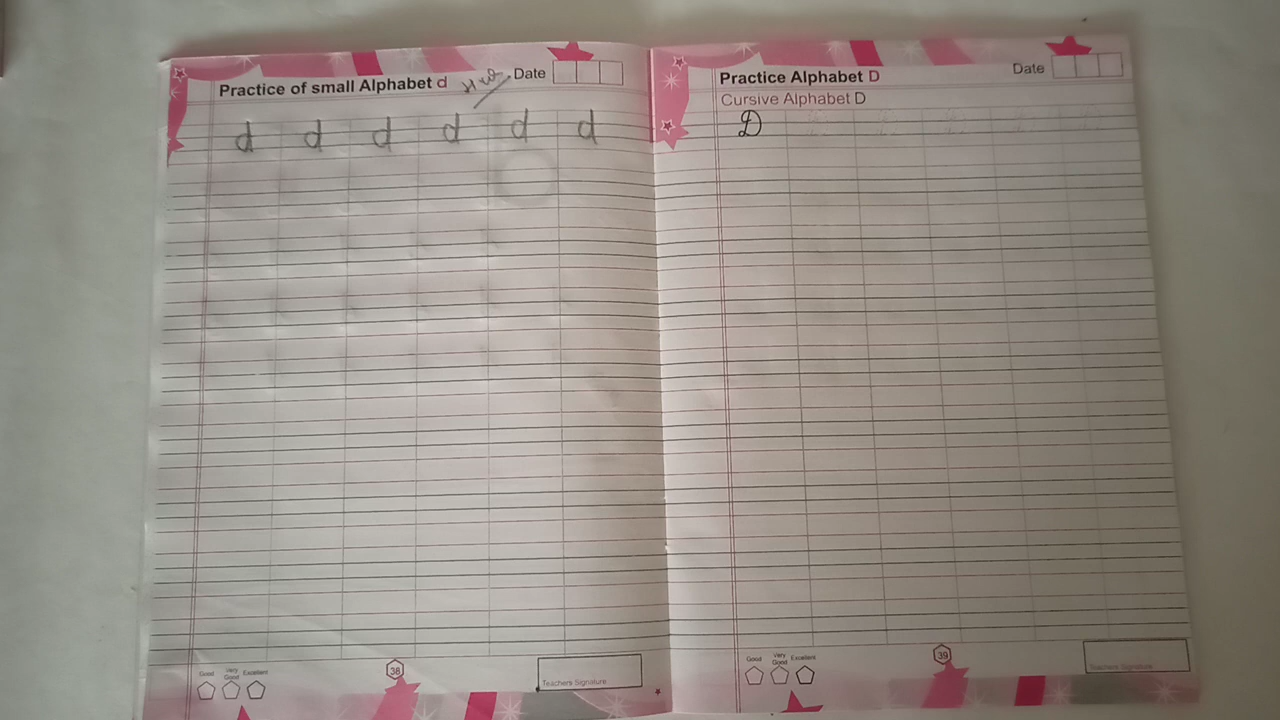 Practice of small Alphabet d H.W. Date
d d d d d d
Good Very Good Excellent
38
Teachers Signature
Practice Alphabet D Date
Cursive Alphabet D
D
Good Very Good Excellent
39
Teachers Signature